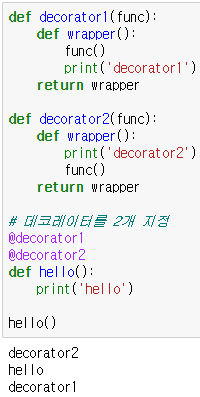 def decorator1(func):
    def wrapper():
        func()
        print('decorator1')
    return wrapper

def decorator2(func):
    def wrapper():
        print('decorator2')
        func()
    return wrapper

# 데코레이터를 2개 지정
@decorator1
@decorator2
def hello():
    print('hello')

hello()

decorator2
hello
decorator1